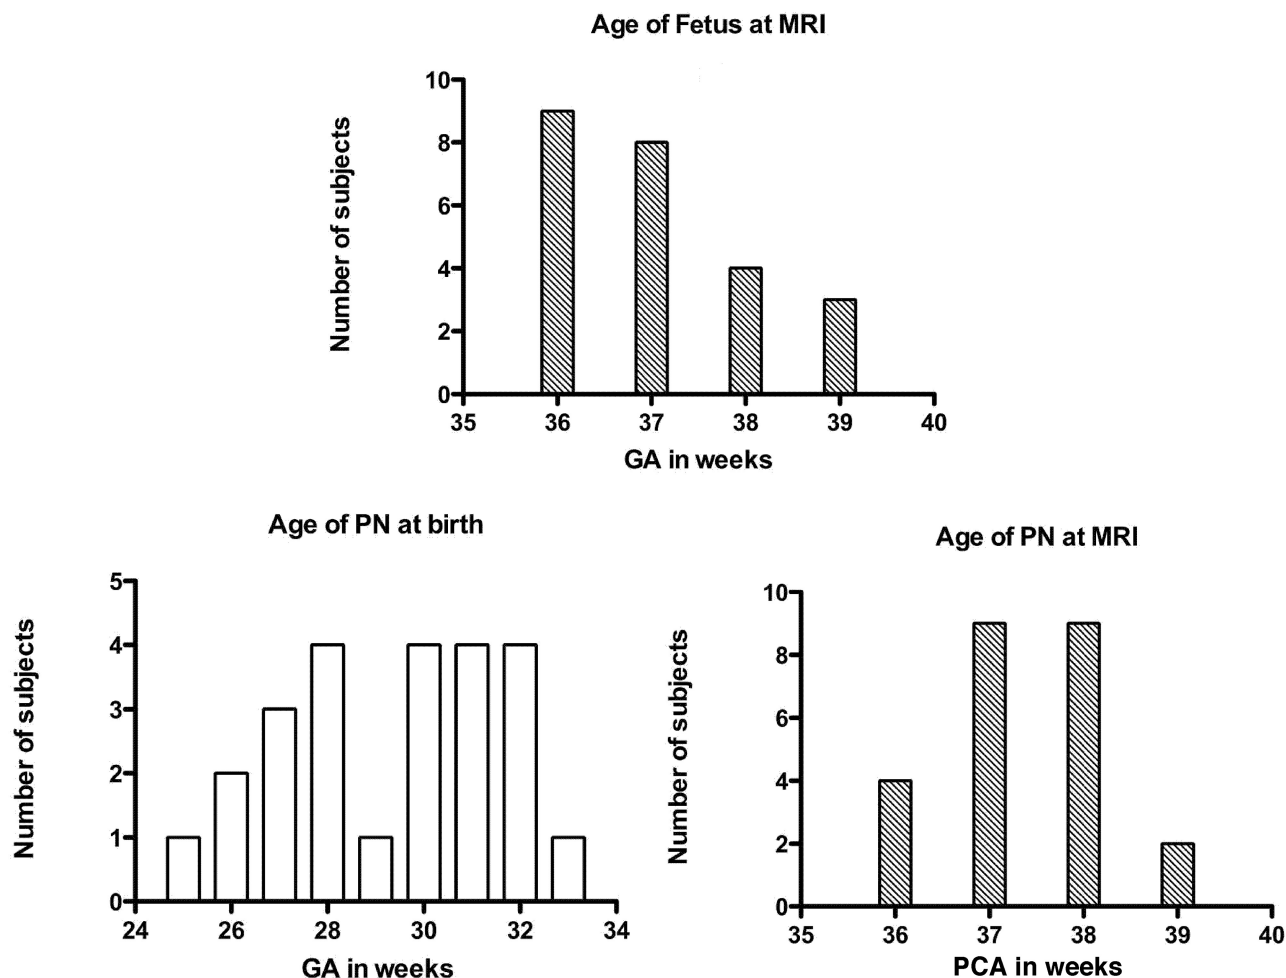 Age of Fetus at MRI
Number of subjects
10
8
6
4
2
0
35 36 37 38 39 40
GA in weeks
Age of PN at birth
Number of subjects
5
4
3
2
1
0
24 26 28 30 32 34
GA in weeks
Age of PN at MRI
Number of subjects
10
8
6
4
2
0
35 36 37 38 39 40
PCA in weeks